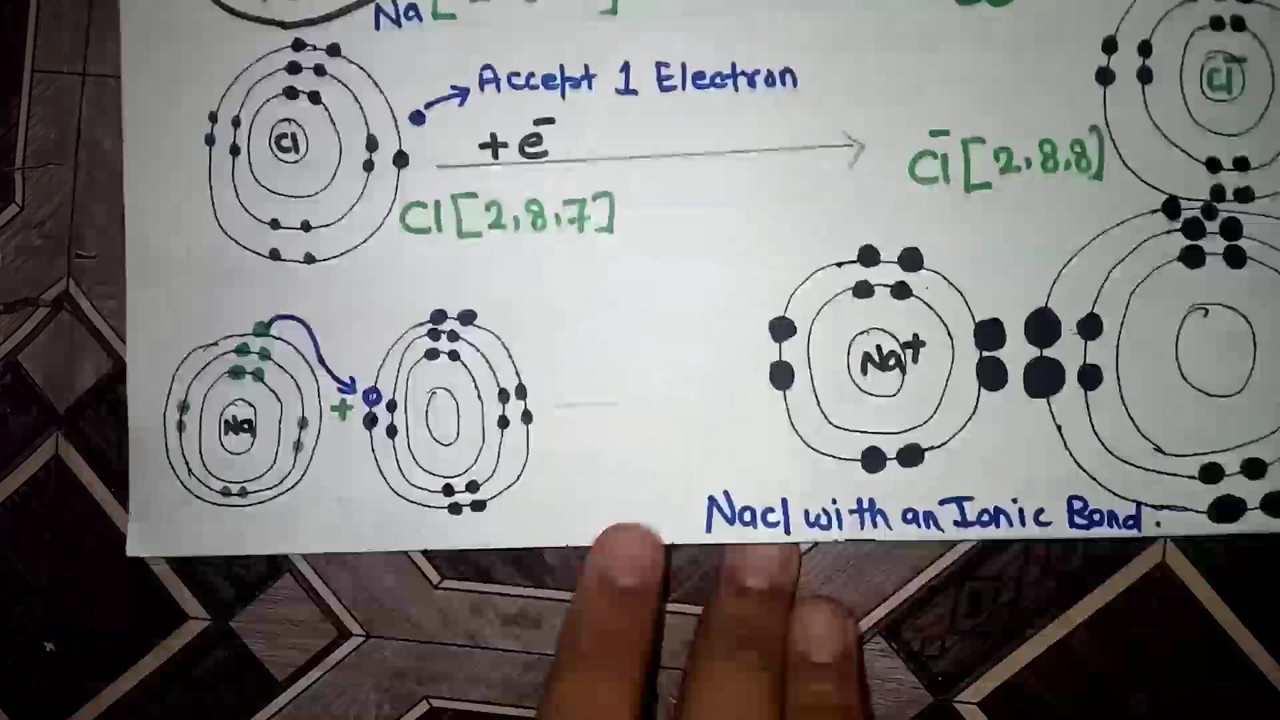 Na [
Cl
Accept 1 Electron
+e⁻
Cl [2,8,7]
Cl⁻ [2,8,8]
Cl⁻
Na
+
Na+
Nacl with an Ionic Bond.